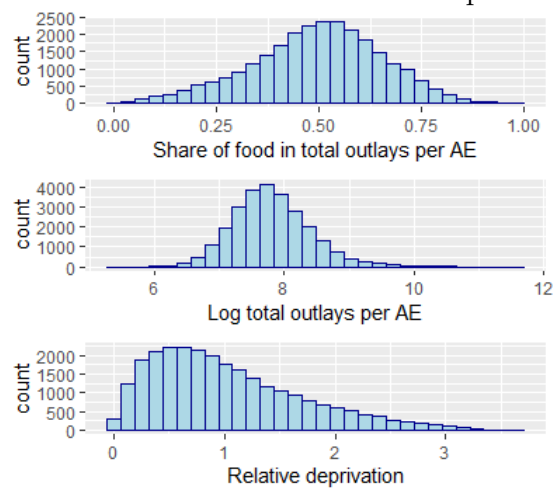 2500
2000
1500
1000
500
0
count
0.00 0.25 0.50 0.75 1.00
Share of food in total outlays per AE
4000
3000
2000
1000
0
count
6 8 10 12
Log total outlays per AE
2000
1500
1000
500
0
count
0 1 2 3
Relative deprivation